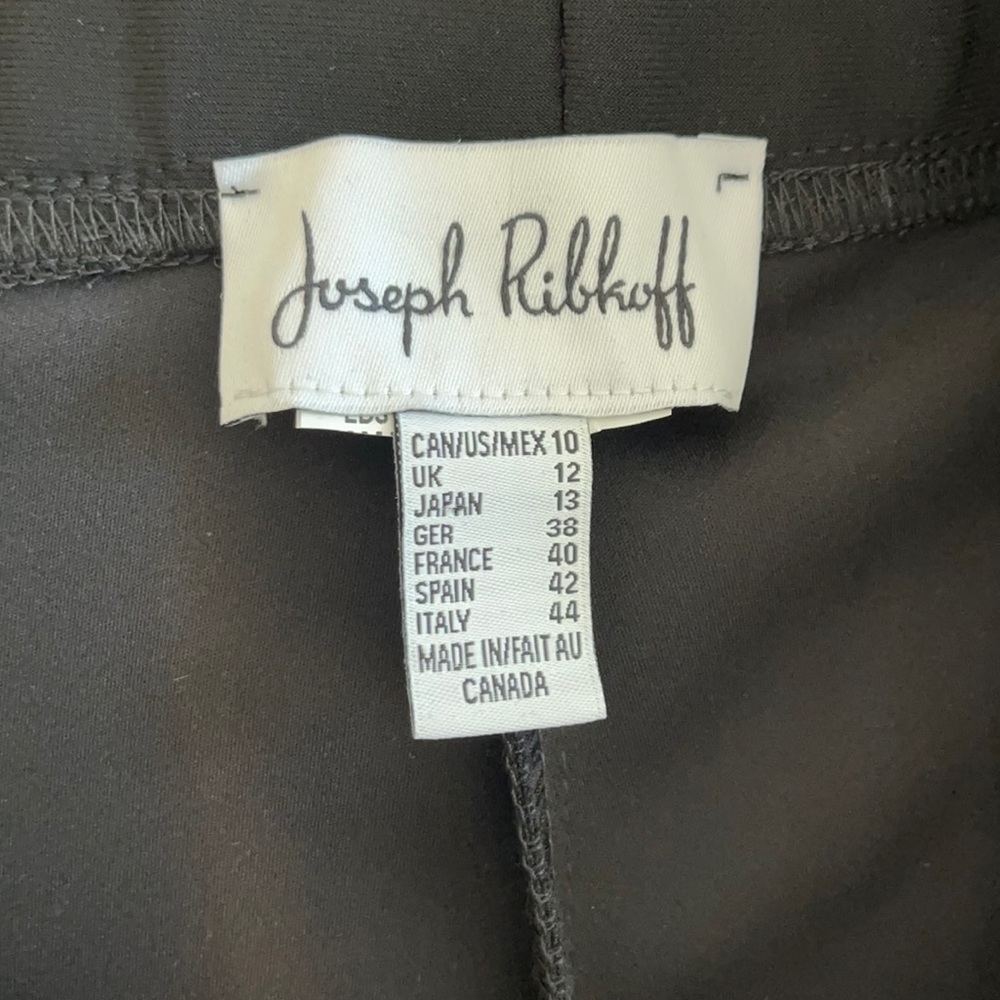 Joseph Ribkoff
CAN/US/MEX 10
UK 12
JAPAN 13
GER 38
FRANCE 40
SPAIN 42
ITALY 44
MADE IN/FAIT AU
CANADA